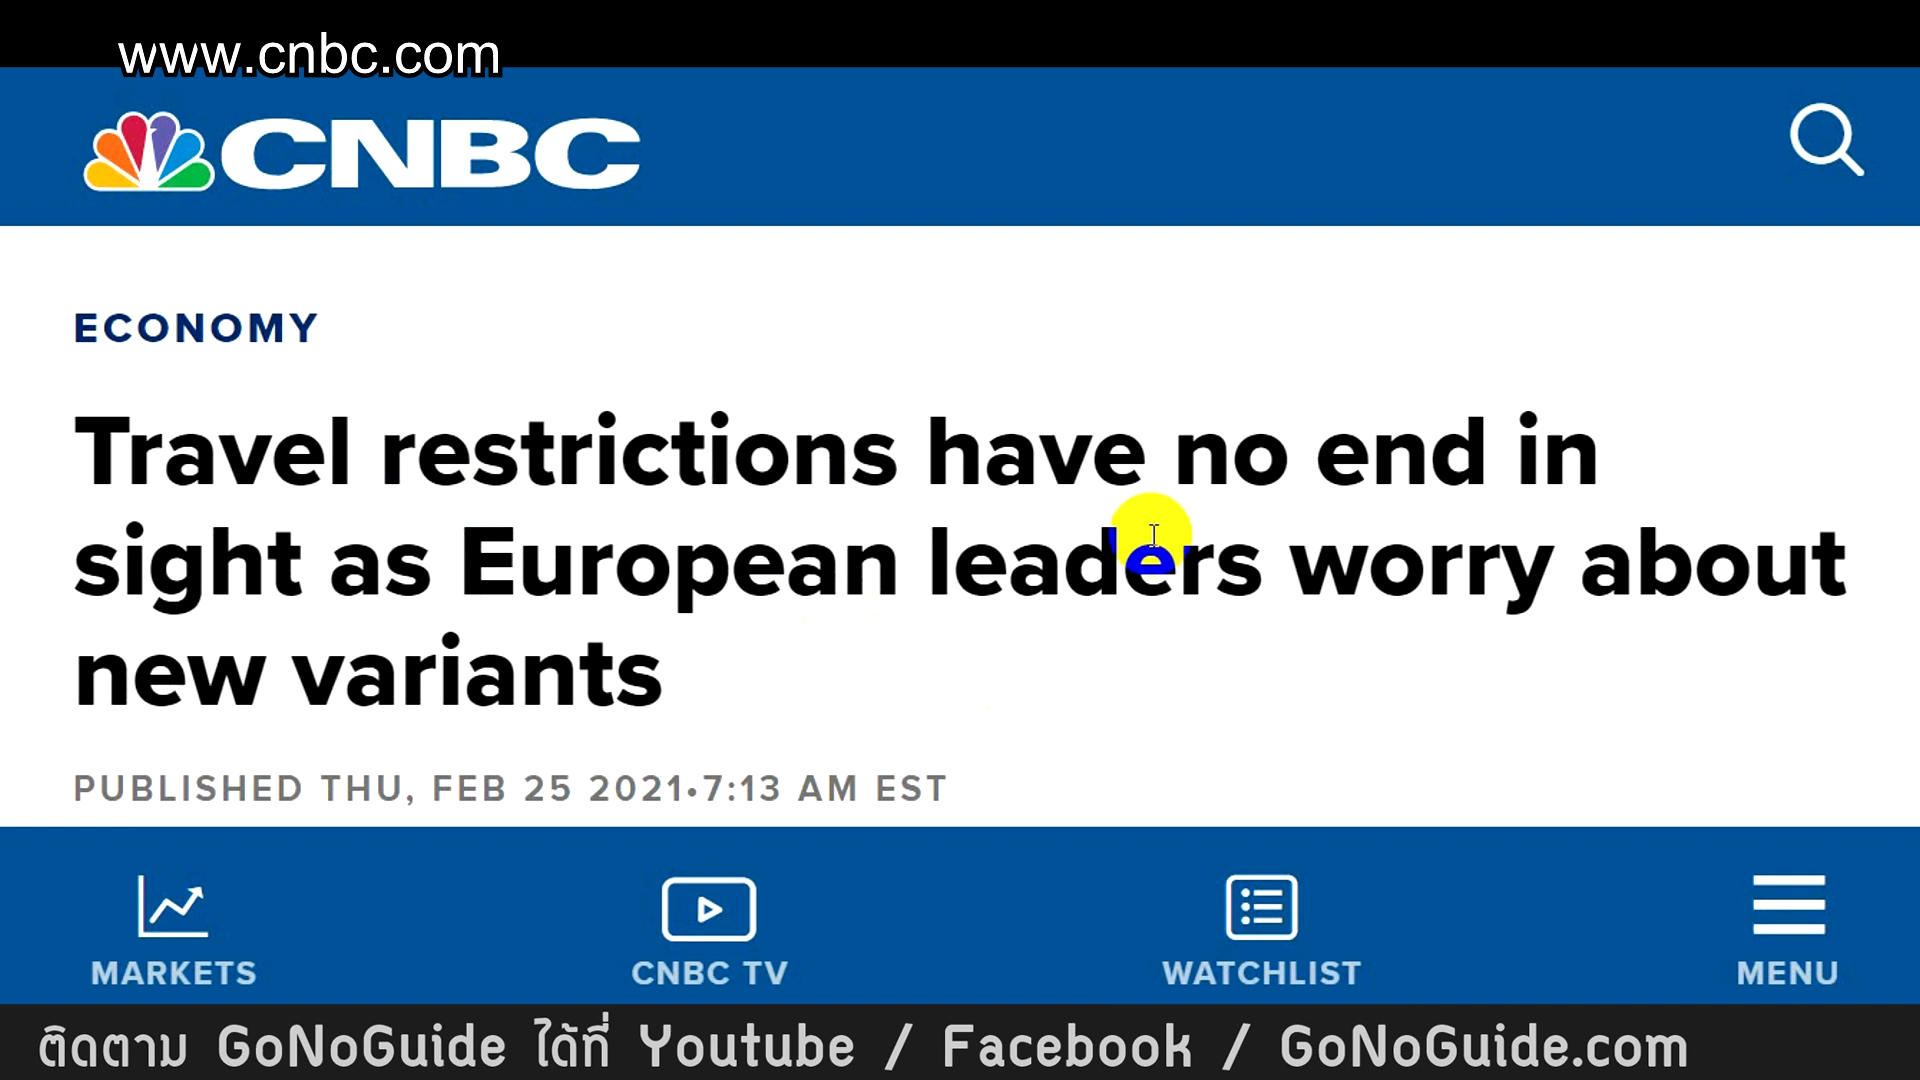 www.cnbc.com
CNBC
ECONOMY
Travel restrictions have no end in
sight as European leaders worry about
new variants
PUBLISHED THU, FEB 25 2021•7:13 AM EST
MARKETS
CNBC TV
WATCHLIST
MENU
ติดตาม GoNoGuide ได้ที่ Youtube / Facebook / GoNoGuide.com